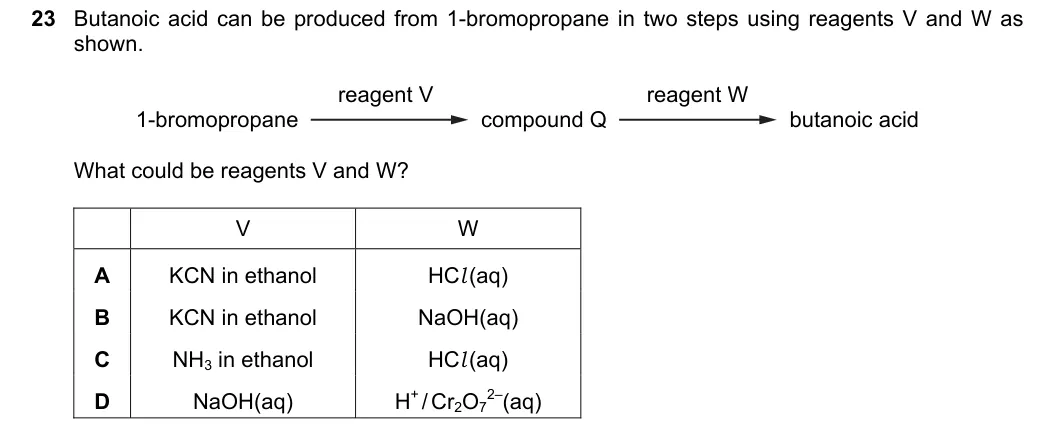 23 Butanoic acid can be produced from 1-bromopropane in two steps using reagents V and W as
shown.
reagent V reagent W
1-bromopropane compound Q butanoic acid
What could be reagents V and W?
V W
A KCN in ethanol HCl(aq)
B KCN in ethanol NaOH(aq)
C NH₃ in ethanol HCl(aq)
D NaOH(aq) H⁺/Cr₂O₇²⁻(aq)